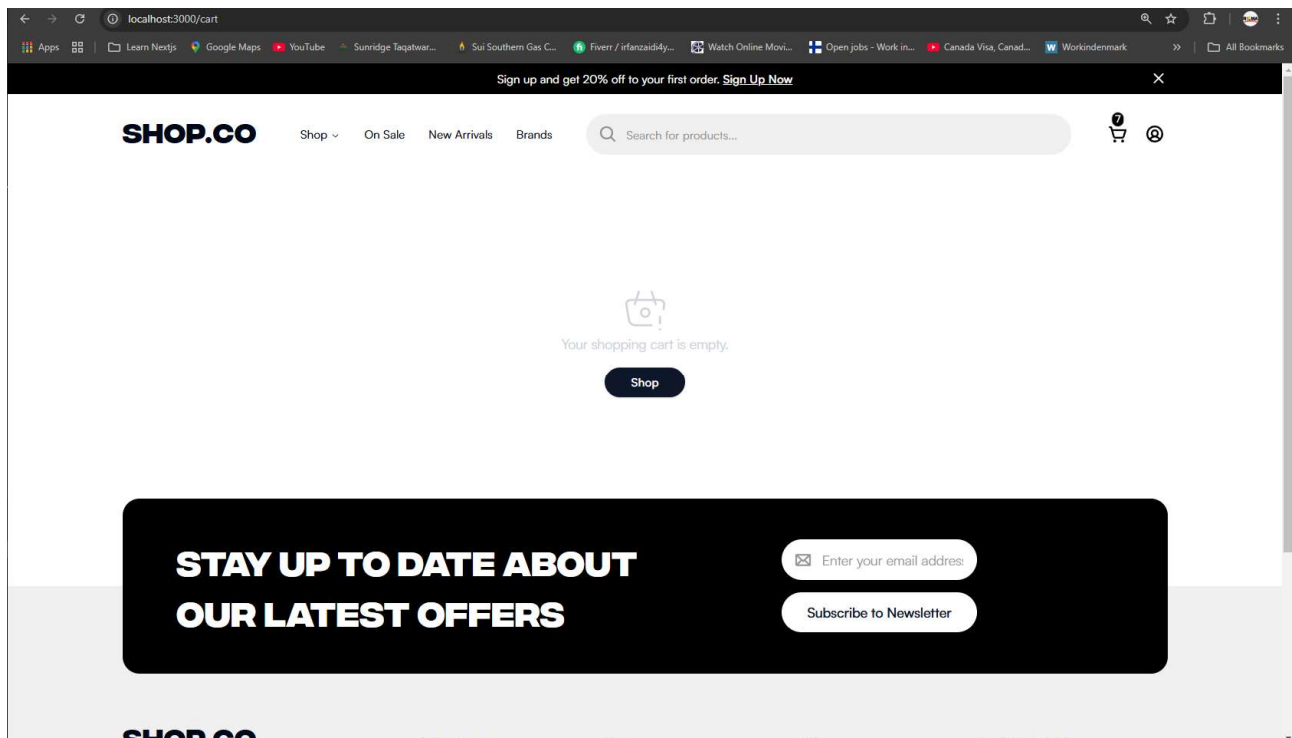 localhost:3000/cart
Apps Learn Nextjs Google Maps YouTube Sunridge Taqatwar... Sui Southern Gas C... Fiverr / irfanzaidi4y... Watch Online Movi... Open jobs - Work in... Canada Visa, Canad... Workindenmark » All Bookmarks
Sign up and get 20% off to your first order. Sign Up Now
SHOP.CO Shop On Sale New Arrivals Brands Search for products... 7
Your shopping cart is empty.
Shop
STAY UP TO DATE ABOUT
OUR LATEST OFFERS
Enter your email address
Subscribe to Newsletter
SHOP.CO